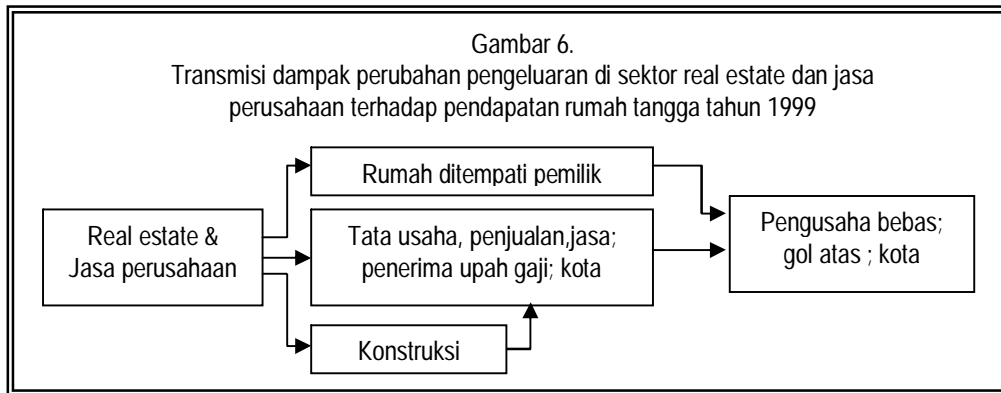 Gambar 6.
Transmisi dampak perubahan pengeluaran di sektor real estate dan jasa
perusahaan terhadap pendapatan rumah tangga tahun 1999
Rumah ditempati pemilik
Real estate &
Jasa perusahaan
Tata usaha, penjualan,jasa;
penerima upah gaji; kota
Pengusaha bebas;
gol atas ; kota
Konstruksi